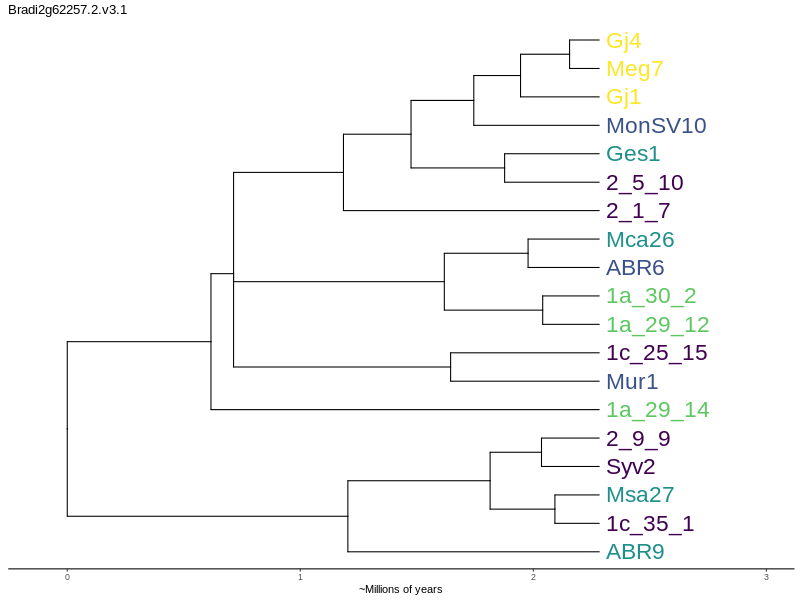 Bradi2g62257.2.v3.1
Gj4
Meg7
Gj1
MonSV10
Ges1
2_5_10
2_1_7
Mca26
ABR6
1a_30_2
1a_29_12
1c_25_15
Mur1
1a_29_14
2_9_9
Syv2
Msa27
1c_35_1
ABR9
0 1 2 3
~Millions of years